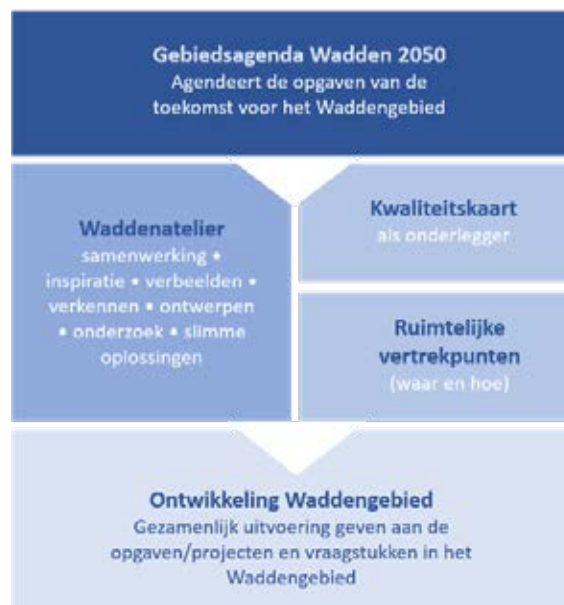 Gebiedsagenda Wadden 2050
Agendeert de opgaven van de
toekomst voor het Waddengebied
Waddenatelier
samenwerking •
inspiratie • verbeelden •
verkennen • ontwerpen
• onderzoek • slimme
oplossingen
Kwaliteitskaart
als onderlegger
Ruimtelijke
vertrekpunten
(waar en hoe)
Ontwikkeling Waddengebied
Gezamenlijk uitvoering geven aan de
opgaven/projecten en vraagstukken in het
Waddengebied